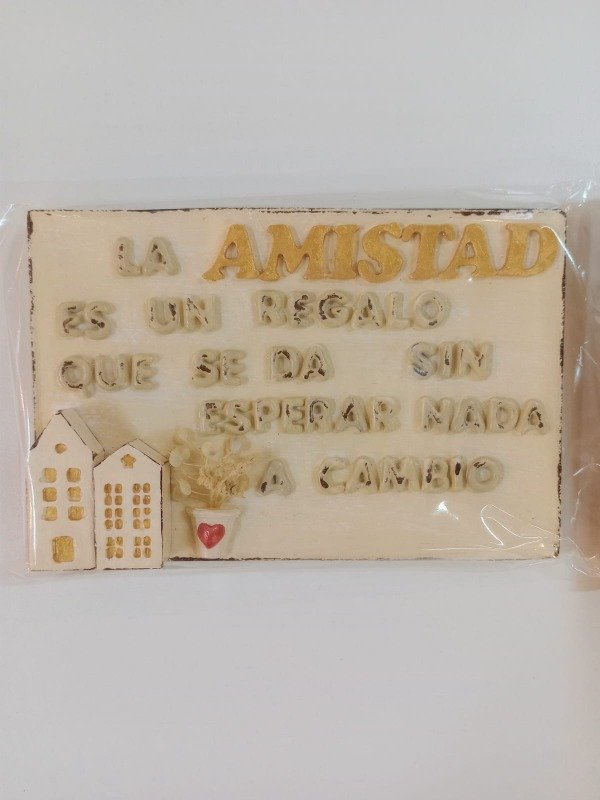 LA AMISTAD
ES UN REGALO
QUE SE DA SIN
ESPERAR NADA
A CAMBIO